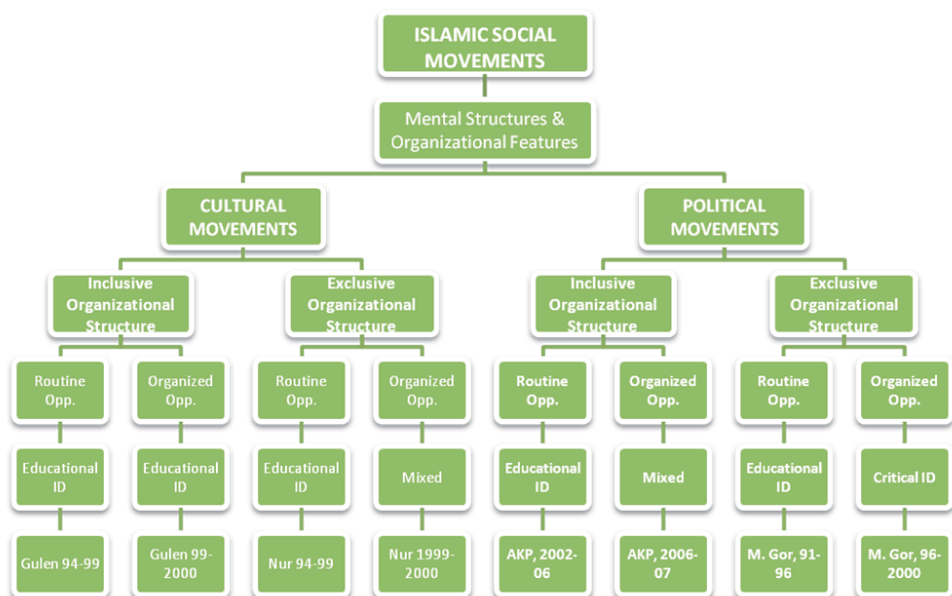 ISLAMIC SOCIAL
MOVEMENTS
Mental Structures &
Organizational Features
CULTURAL
MOVEMENTS
POLITICAL
MOVEMENTS
Inclusive
Organizational
Structure
Exclusive
Organizational
Structure
Inclusive
Organizational
Structure
Exclusive
Organizational
Structure
Routine
Opp.
Organized
Opp.
Routine
Opp.
Organized
Opp.
Routine
Opp.
Organized
Opp.
Routine
Opp.
Organized
Opp.
Educational
ID
Educational
ID
Educational
ID
Mixed
Educational
ID
Mixed
Educational
ID
Critical ID
Gulen 94-99
Gulen 99-
2000
Nur 94-99
Nur 1999-
2000
AKP, 2002-
06
AKP, 2006-
07
M. Gor, 91-
96
M. Gor, 96-
2000